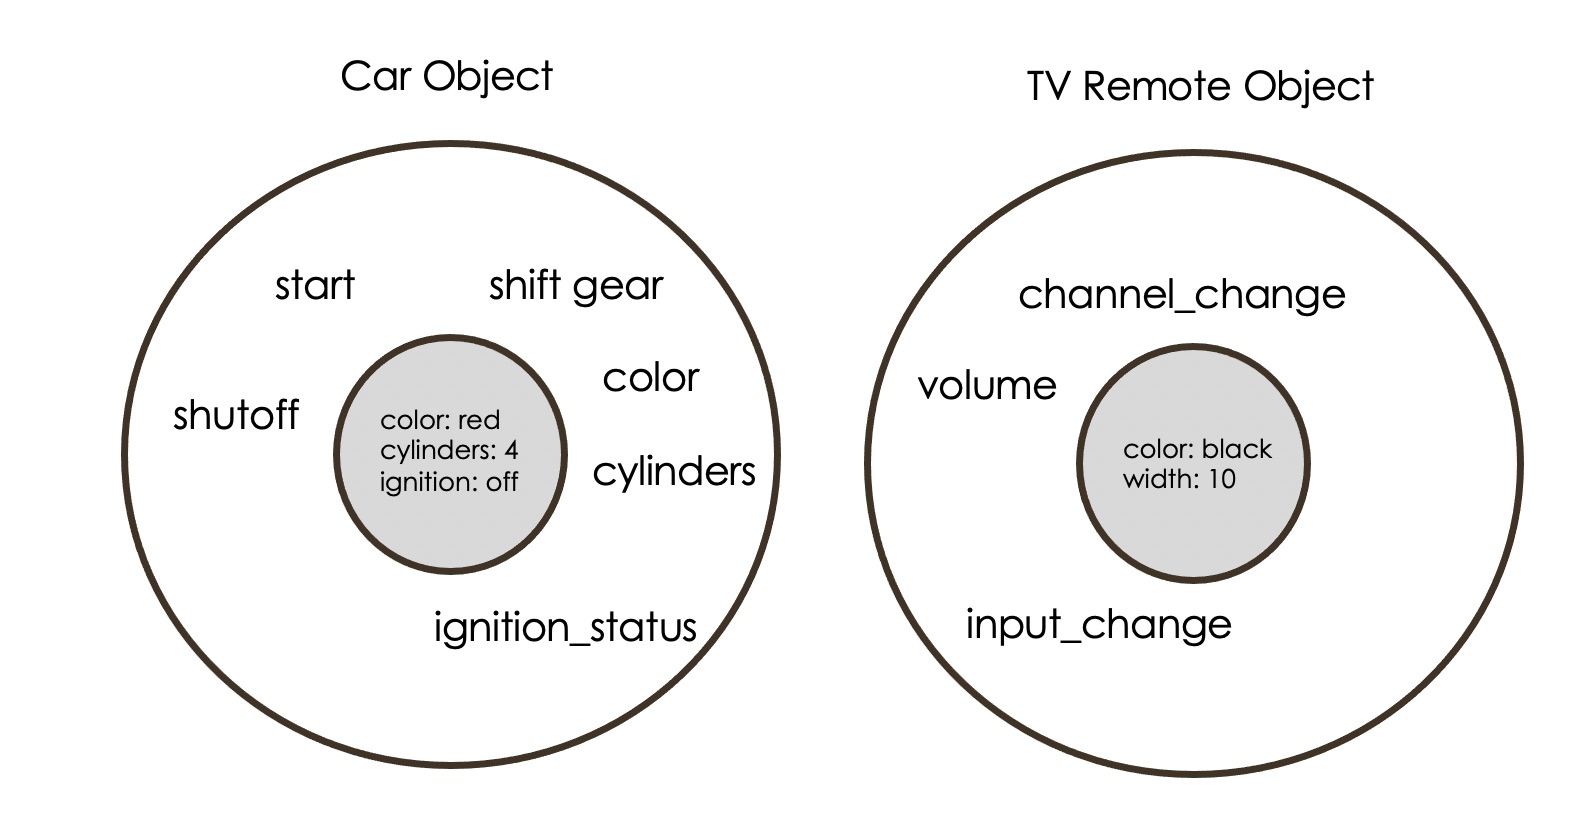 Car Object
start
shift gear
color
shutoff
color: red
cylinders: 4
ignition: off
cylinders
ignition_status
TV Remote Object
channel_change
volume
color: black
width: 10
input_change